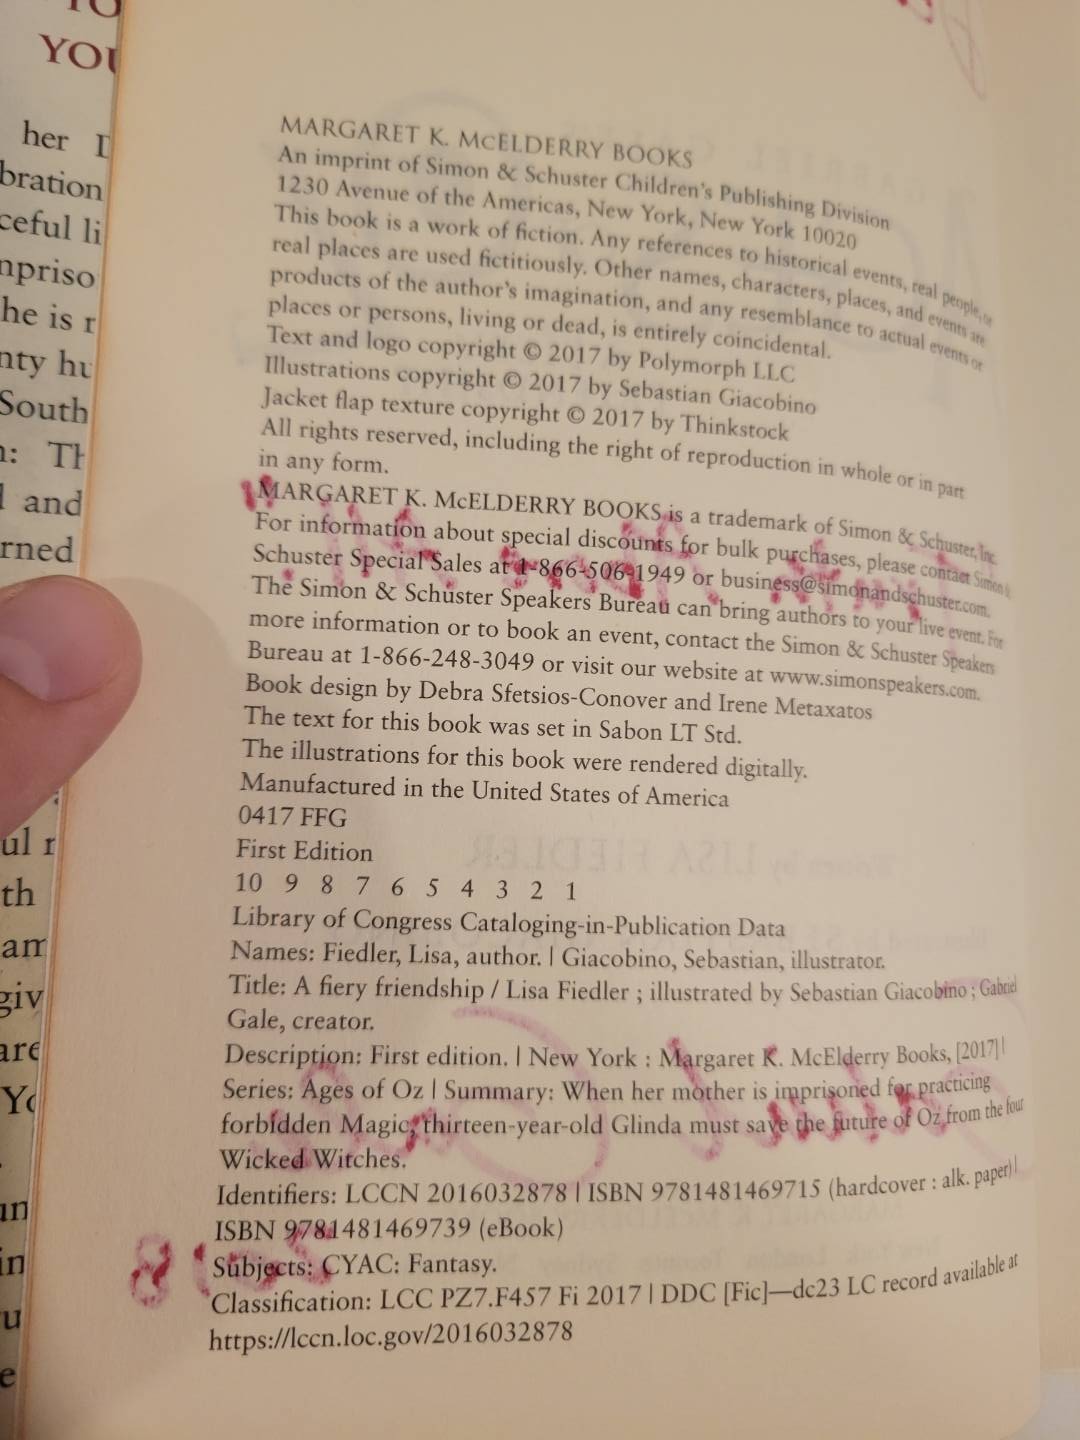 YOU
her
bration
ceful li
npriso
he is r
nty hu
South
and
rned
MARGARET K. McELDERRY BOOKS
An imprint of Simon & Schuster Children's Publishing Division
1230 Avenue of the Americas, New York, New York 10020
This book is a work of fiction. Any references to historical events, real people, or
real places are used fictitiously. Other names, characters, places, and events are
products of the author's imagination, and any resemblance to actual events or
places or persons, living or dead, is entirely coincidental.
Text and logo copyright © 2017 by Polymorph LLC
Illustrations copyright © 2017 by Sebastian Giacobino
Jacket flap texture copyright © 2017 by Thinkstock
All rights reserved, including the right of reproduction in whole or in part
in any form.
MARGARET K. McELDERRY BOOKS is a trademark of Simon & Schuster, Inc.
For information about special discounts for bulk purchases, please contact Simon &
Schuster Special Sales at 1-866-506-1949 or business@simonandschuster.com.
The Simon & Schuster Speakers Bureau can bring authors to your live event. For
more information or to book an event, contact the Simon & Schuster Speakers
Bureau at 1-866-248-3049 or visit our website at www.simonspeakers.com.
Book design by Debra Sfetsios-Conover and Irene Metaxatos
The text for this book was set in Sabon LT Std.
The illustrations for this book were rendered digitally.
Manufactured in the United States of America
0417 FFG
First Edition
10 9 8 7 6 5 4 3 2 1
Library of Congress Cataloging-in-Publication Data
Names: Fiedler, Lisa, author. | Giacobino, Sebastian, illustrator.
Title: A fiery friendship / Lisa Fiedler ; illustrated by Sebastian Giacobino ; Gabriel
Gale, creator.
Description: First edition. | New York : Margaret K. McElderry Books, [2017] |
Series: Ages of Oz | Summary: When her mother is imprisoned for practicing
forbidden Magic, thirteen-year-old Glinda must save the future of Oz from the four
Wicked Witches.
Identifiers: LCCN 2016032878 | ISBN 9781481469715 (hardcover : alk. paper) |
ISBN 9781481469739 (eBook)
Subjects: CYAC: Fantasy.
Classification: LCC PZ7.F457 Fi 2017 | DDC [Fic]—dc23 LC record available at
https://lccn.loc.gov/2016032878